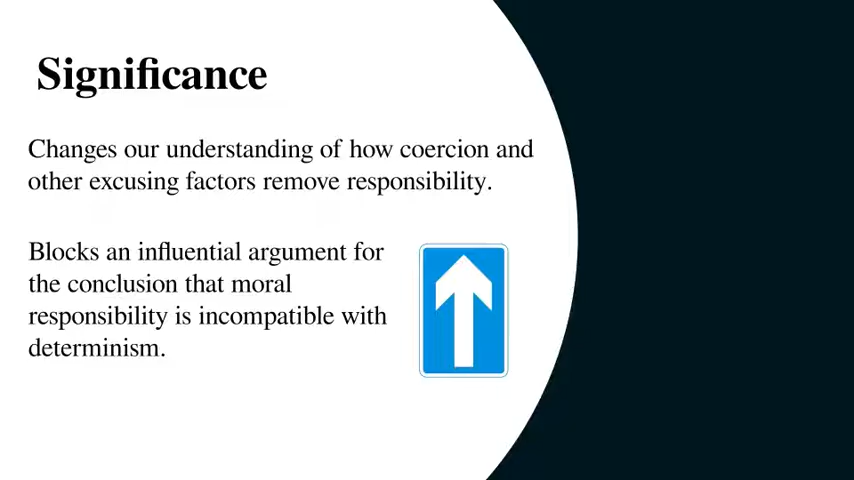 Significance
Changes our understanding of how coercion and
other excusing factors remove responsibility.
Blocks an influential argument for
the conclusion that moral
responsibility is incompatible with
determinism.